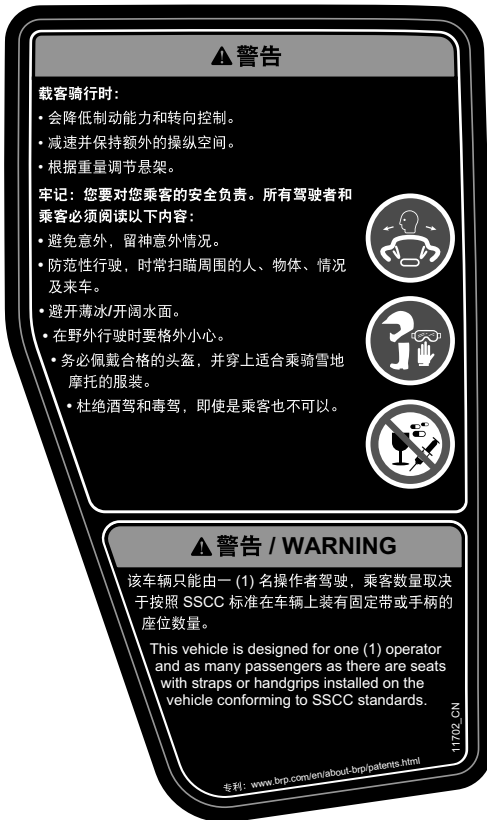 警告
载客骑行时：
• 会降低制动能力和转向控制。
• 减速并保持额外的操纵空间。
• 根据重量调节悬架。
牢记：您要对您乘客的安全负责。所有驾驶者和
乘客必须阅读以下内容：
• 避免意外，留神意外情况。
• 防范性行驶，时常扫瞄周围的人、物体、情况
及来车。
• 避开薄冰/开阔水面。
• 在野外行驶时要格外小心。
• 务必佩戴合格的头盔，并穿上适合乘骑雪地
摩托的服装。
• 杜绝酒驾和毒驾，即使是乘客也不可以。
警告 / WARNING
该车辆只能由一 (1) 名操作者驾驶，乘客数量取决
于按照 SSCC 标准在车辆上装有固定带或手柄的
座位数量。
This vehicle is designed for one (1) operator
and as many passengers as there are seats
with straps or handgrips installed on the
vehicle conforming to SSCC standards.
11702_CN
专利：www.brp.com/en/about-brp/patents.html